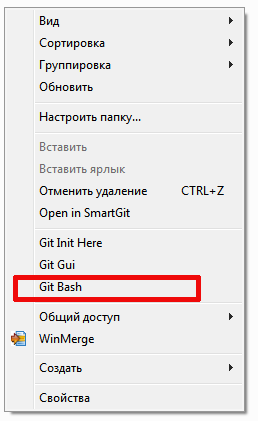 Вид
Сортировка
Группировка
Обновить
Настроить папку...
Вставить
Вставить ярлык
Отменить удаление CTRL+Z
Open in SmartGit
Git Init Here
Git Gui
Git Bash
Общий доступ
WinMerge
Создать
Свойства